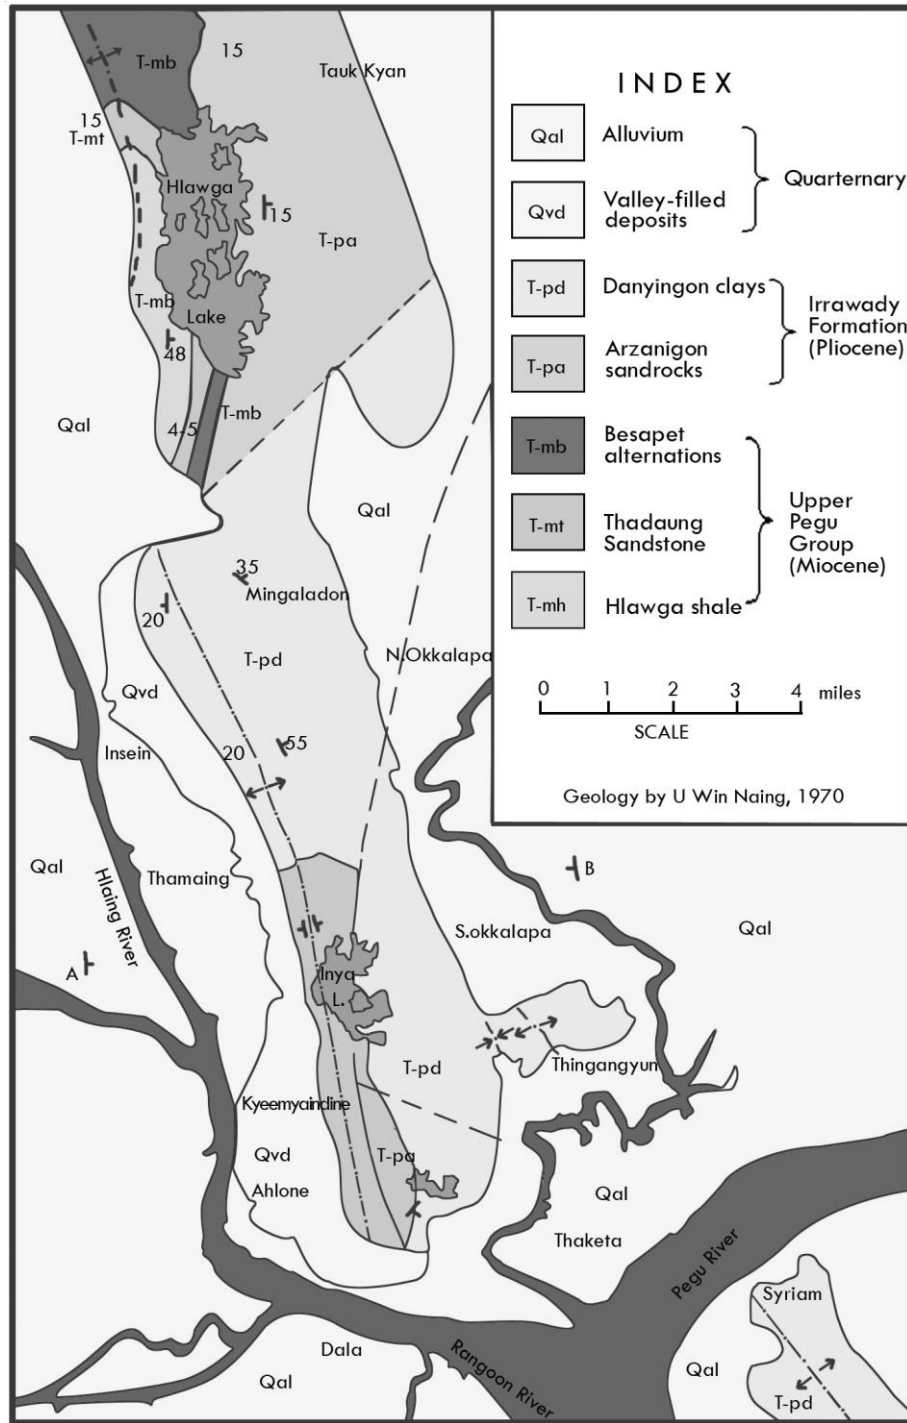 INDEX
Qal Alluvium
Qvd Valley-filled
deposits
Quarternary
T-pd Danyingon clays
T-pa Arzanigon
sandrocks
Irrawady
Formation
(Pliocene)
T-mb Besapet
alternations
T-mt Thadaung
Sandstone
T-mh Hlawga shale
Upper
Pegu
Group
(Miocene)
0 1 2 3 4 miles
SCALE
Geology by U Win Naing, 1970
T-mb
15
Tauk Kyan
15
T-mt
Hlawga
15
T-pa
T-mb
Lake
48
T-mb
4-5
Qal
Qal
35
Mingaladon
20
T-pd
N.Okkalapa
Qvd
Insein
20
55
Qal
Thamaing
B
Hlaing River
S.okkalapa
Qal
A
Inya
L.
T-pd
Thingangyun
Kyeemyaindine
Qvd
T-pa
Ahlone
Qal
Thaketa
Pegu River
Syriam
Dala
Rangoon River
Qal
Qal
T-pd